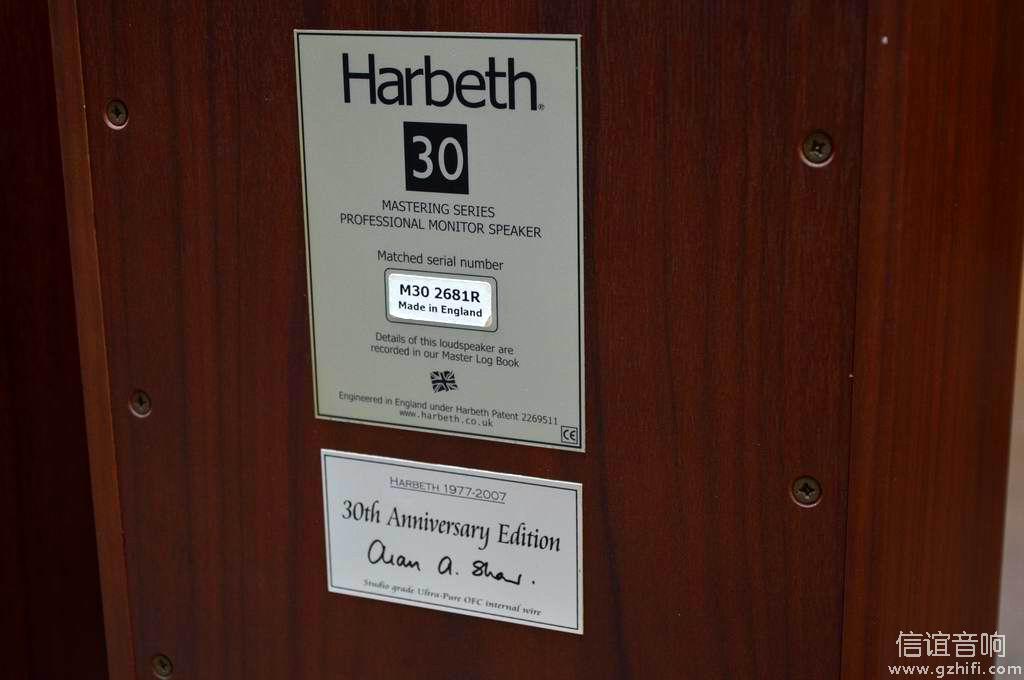 Harbeth®
30
MASTERING SERIES
PROFESSIONAL MONITOR SPEAKER
Matched serial number
M30 2681R
Made in England
Details of this loudspeaker are
recorded in our Master Log Book
Engineered in England under Harbeth Patent 2269511
www.harbeth.co.uk
CE
HARBETH 1977-2007
30th Anniversary Edition
Alan A. Shaw.
Studio grade Ultra-Pure OFC internal wire
信谊音响
www.gzhifi.com